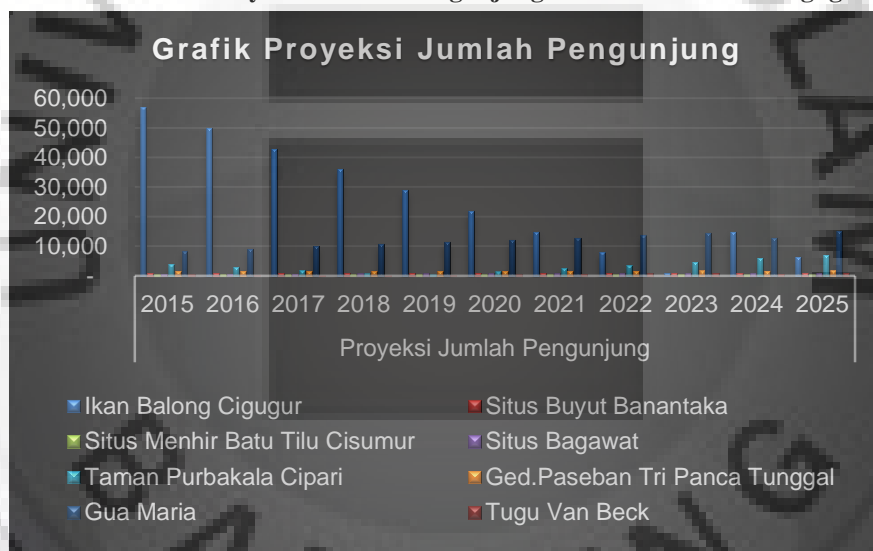 Grafik Proyeksi Jumlah Pengunjung
60,000
50,000
40,000
30,000
20,000
10,000
-
2015 2016 2017 2018 2019 2020 2021 2022 2023 2024 2025
Proyeksi Jumlah Pengunjung
Ikan Balong Cigugur Situs Buyut Banantaka
Situs Menhir Batu Tilu Cisumur Situs Bagawat
Taman Purbakala Cipari Ged.Paseban Tri Panca Tunggal
Gua Maria Tugu Van Beck